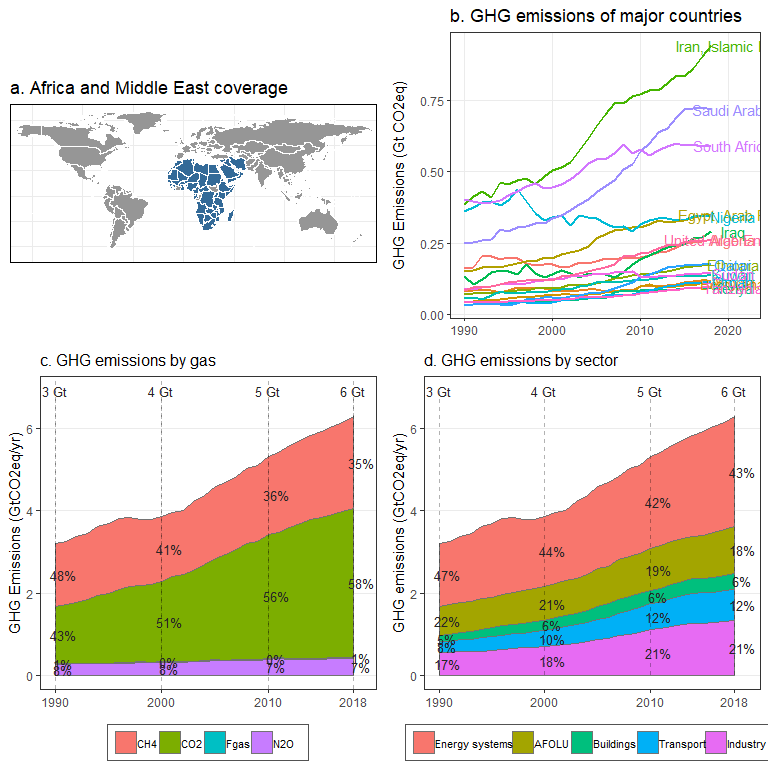 a. Africa and Middle East coverage
b. GHG emissions of major countries
GHG Emissions (Gt CO2eq)
0.75
0.50
0.25
0.00
1990
2000
2010
2020
Iran, Islamic
Saudi Arab
South Afric
Nigeria
Iraq
c. GHG emissions by gas
GHG Emissions (GtCO2eq/yr)
3 Gt
4 Gt
5 Gt
6 Gt
6
4
2
0
48%
41%
36%
35%
43%
51%
56%
58%
8%
7%
7%
1990
2000
2010
2018
CH4
CO2
Fgas
N2O
d. GHG emissions by sector
GHG emissions (GtCO2eq/yr)
3 Gt
4 Gt
5 Gt
6 Gt
6
4
2
0
47%
44%
42%
43%
22%
21%
19%
18%
6%
6%
6%
10%
12%
12%
17%
18%
21%
21%
1990
2000
2010
2018
Energy systems
AFOLU
Buildings
Transport
Industry